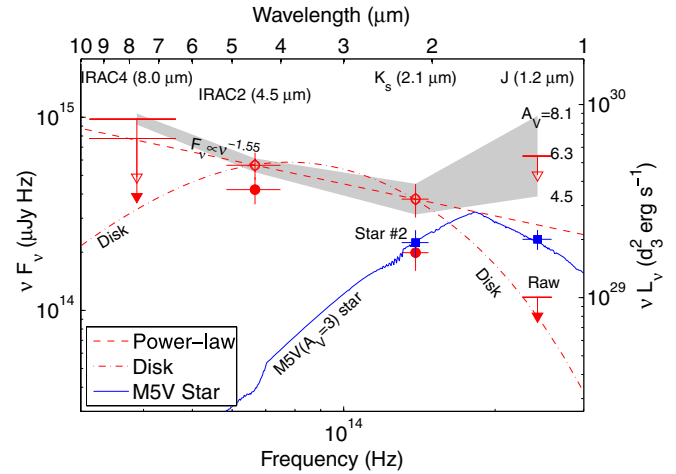 Wavelength (μm)
10 9 8 7 6 5 4 3 2 1
IRAC4 (8.0 μm)
IRAC2 (4.5 μm)
K_s (2.1 μm)
J (1.2 μm)
A_V=8.1
6.3
4.5
F_ν∝ν^−1.55
Disk
Star #2
Disk
Raw
M5V(A_V=3) star
Power−law
Disk
M5V Star
10^15
10^14
ν F_ν (μJy Hz)
10^30
10^29
ν L_ν (d_3^2 erg s^−1)
10^14
Frequency (Hz)